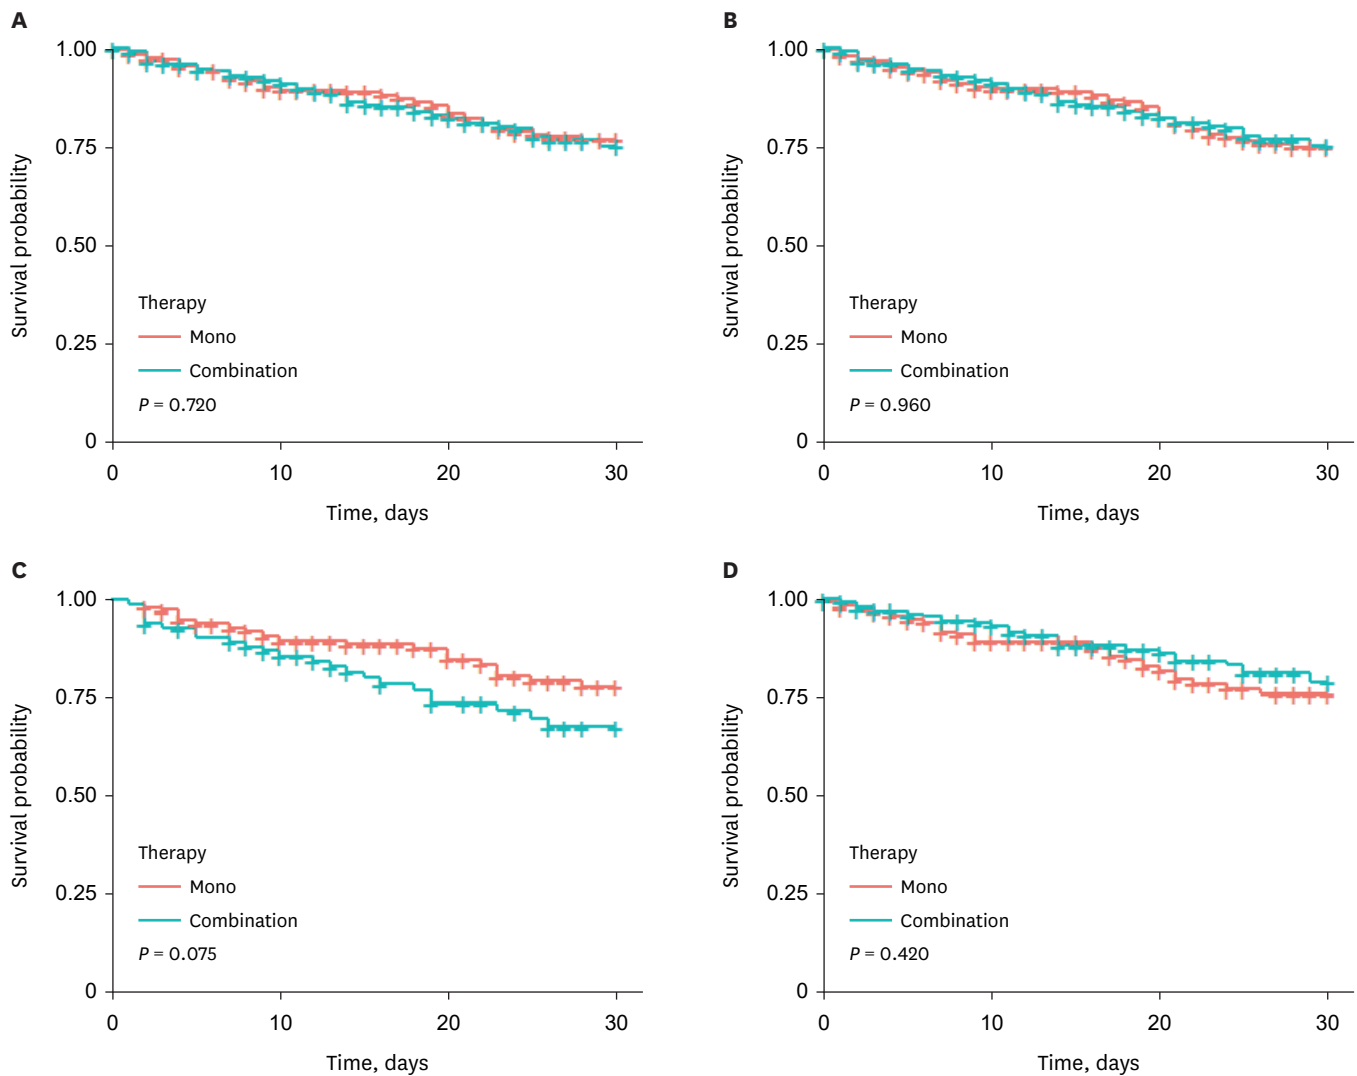 A
Survival probability
1.00
0.75
0.50
0.25
0
Therapy
Mono
Combination
P = 0.720
0 10 20 30
Time, days
B
Survival probability
1.00
0.75
0.50
0.25
0
Therapy
Mono
Combination
P = 0.960
0 10 20 30
Time, days
C
Survival probability
1.00
0.75
0.50
0.25
0
Therapy
Mono
Combination
P = 0.075
0 10 20 30
Time, days
D
Survival probability
1.00
0.75
0.50
0.25
0
Therapy
Mono
Combination
P = 0.420
0 10 20 30
Time, days